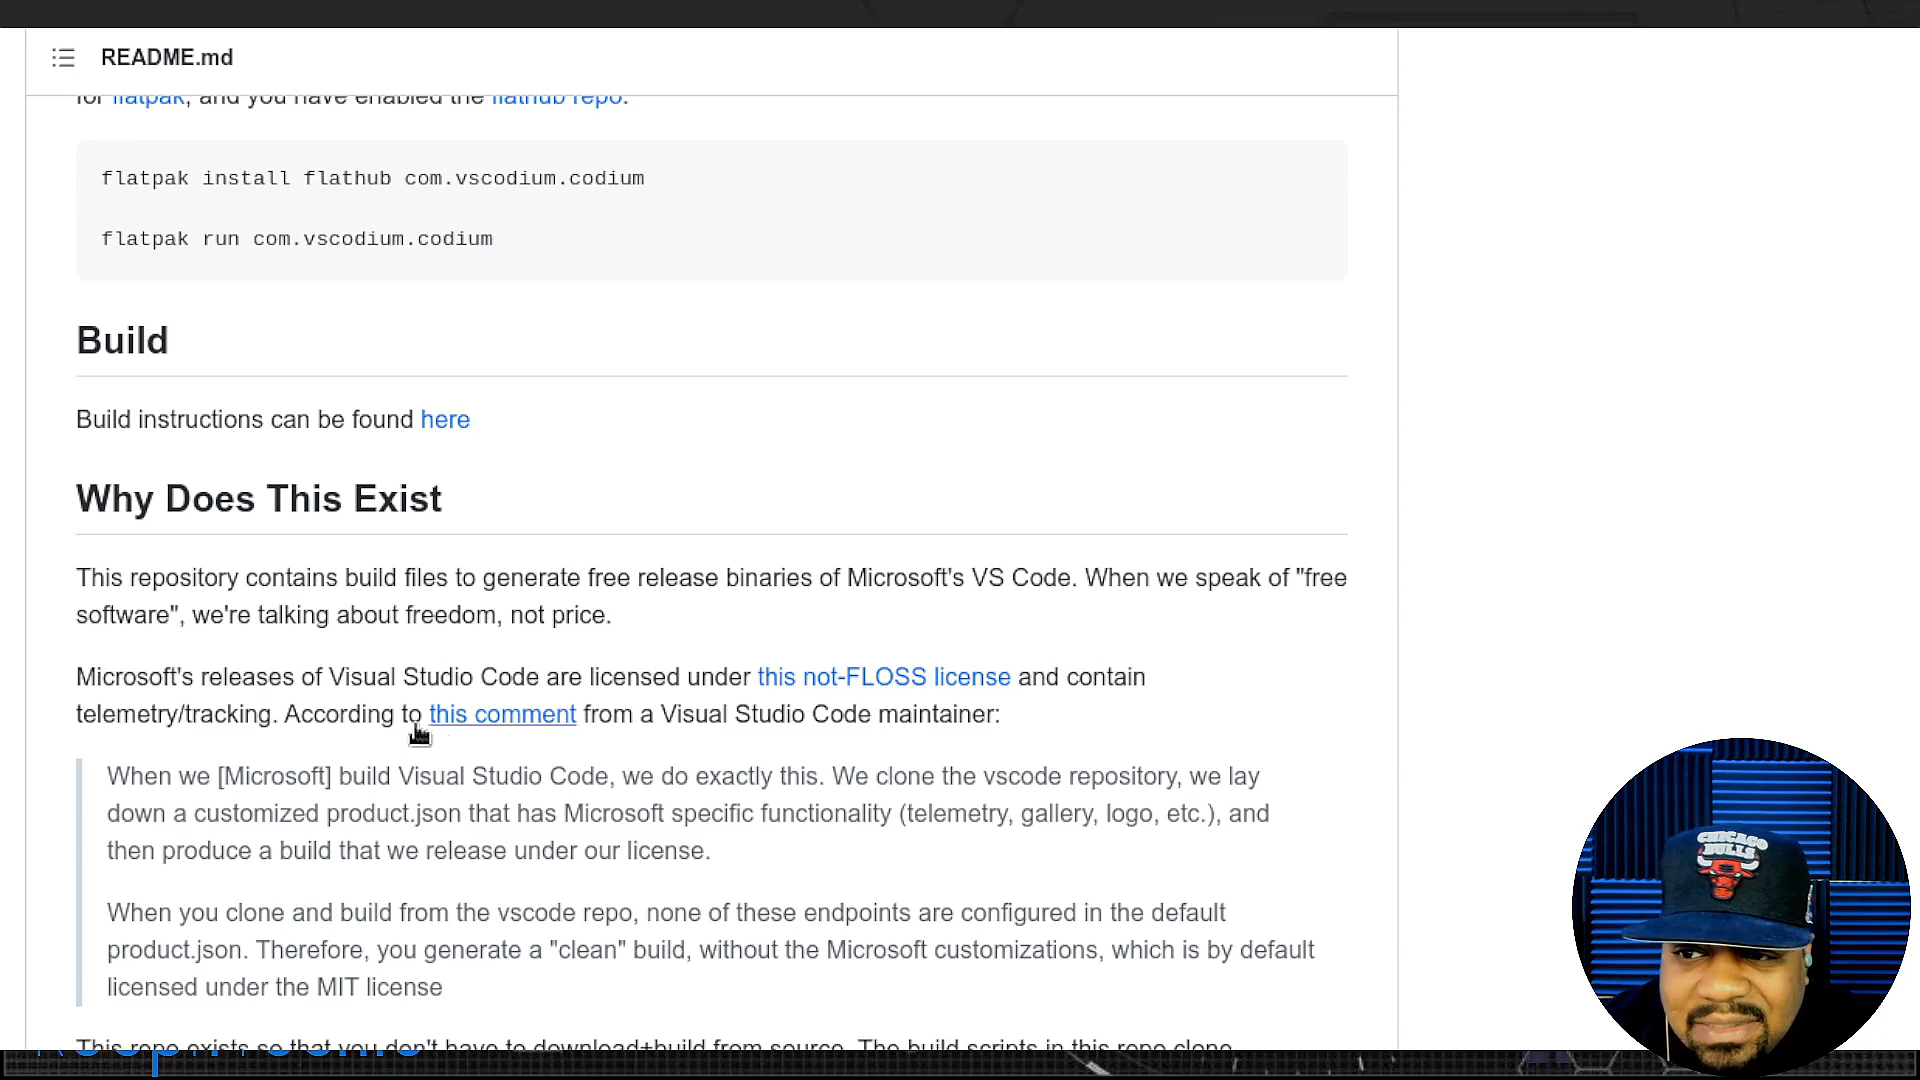 README.md
for flatpak, and you have enabled the flathub repo.
flatpak install flathub com.vscodium.codium
flatpak run com.vscodium.codium
Build
Build instructions can be found here
Why Does This Exist
This repository contains build files to generate free release binaries of Microsoft's VS Code. When we speak of "free
software", we're talking about freedom, not price.
Microsoft's releases of Visual Studio Code are licensed under this not-FLOSS license and contain
telemetry/tracking. According to this comment from a Visual Studio Code maintainer:
When we [Microsoft] build Visual Studio Code, we do exactly this. We clone the vscode repository, we lay
down a customized product.json that has Microsoft specific functionality (telemetry, gallery, logo, etc.), and
then produce a build that we release under our license.
When you clone and build from the vscode repo, none of these endpoints are configured in the default
product.json. Therefore, you generate a "clean" build, without the Microsoft customizations, which is by default
licensed under the MIT license
This repo exists so that you don't have to download+build from source. The build scripts in this repo clone
CHICAGO
BULLS